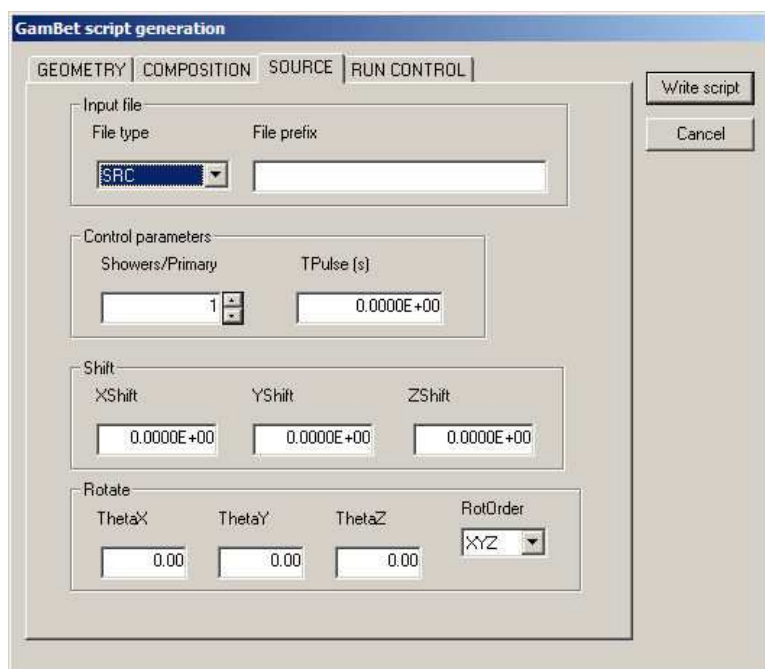 GamBet script generation
GEOMETRY COMPOSITION SOURCE RUN CONTROL
Write script
Cancel
Input file
File type File prefix
SRC
Control parameters
Showers/Primary TPulse (s)
1 0.0000E+00
Shift
XShift YShift ZShift
0.0000E+00 0.0000E+00 0.0000E+00
Rotate
ThetaX ThetaY ThetaZ RotOrder
0.00 0.00 0.00 XYZ